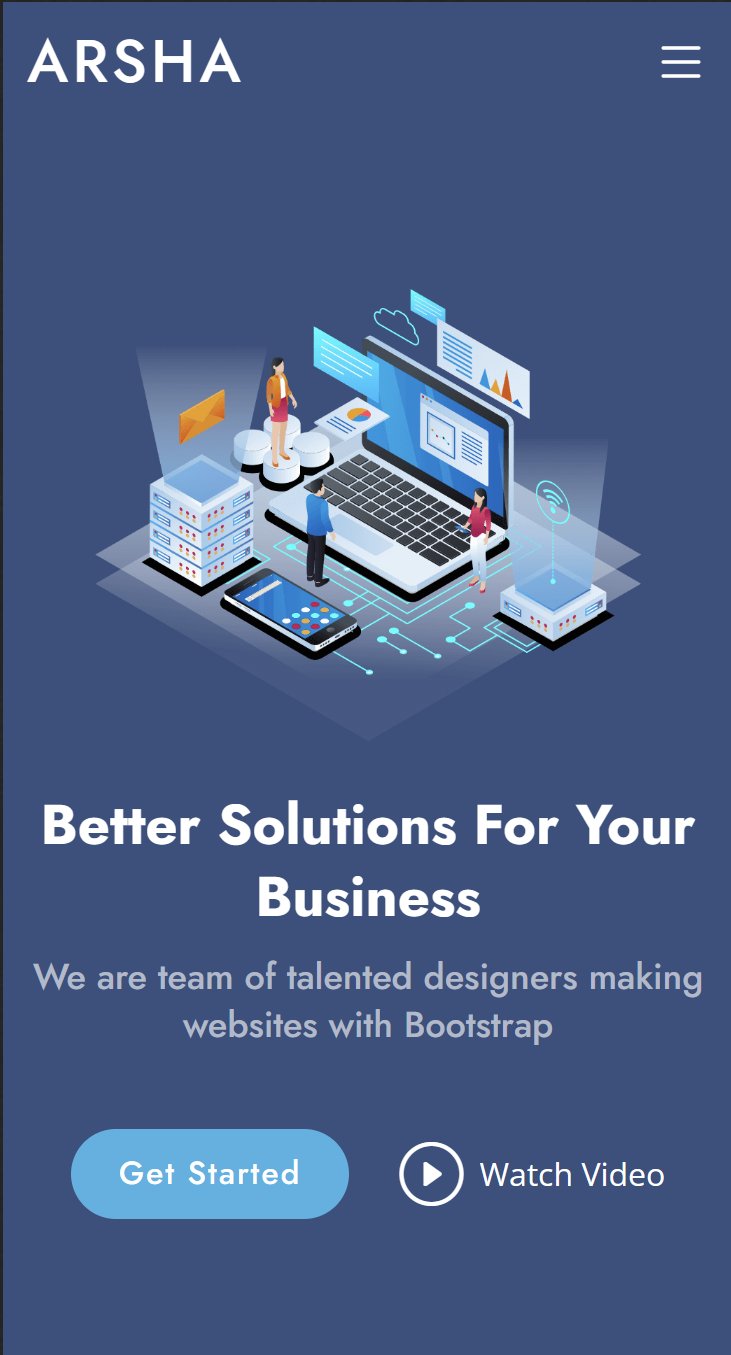 ARSHA
Better Solutions For Your
Business
We are team of talented designers making
websites with Bootstrap
Get Started
Watch Video